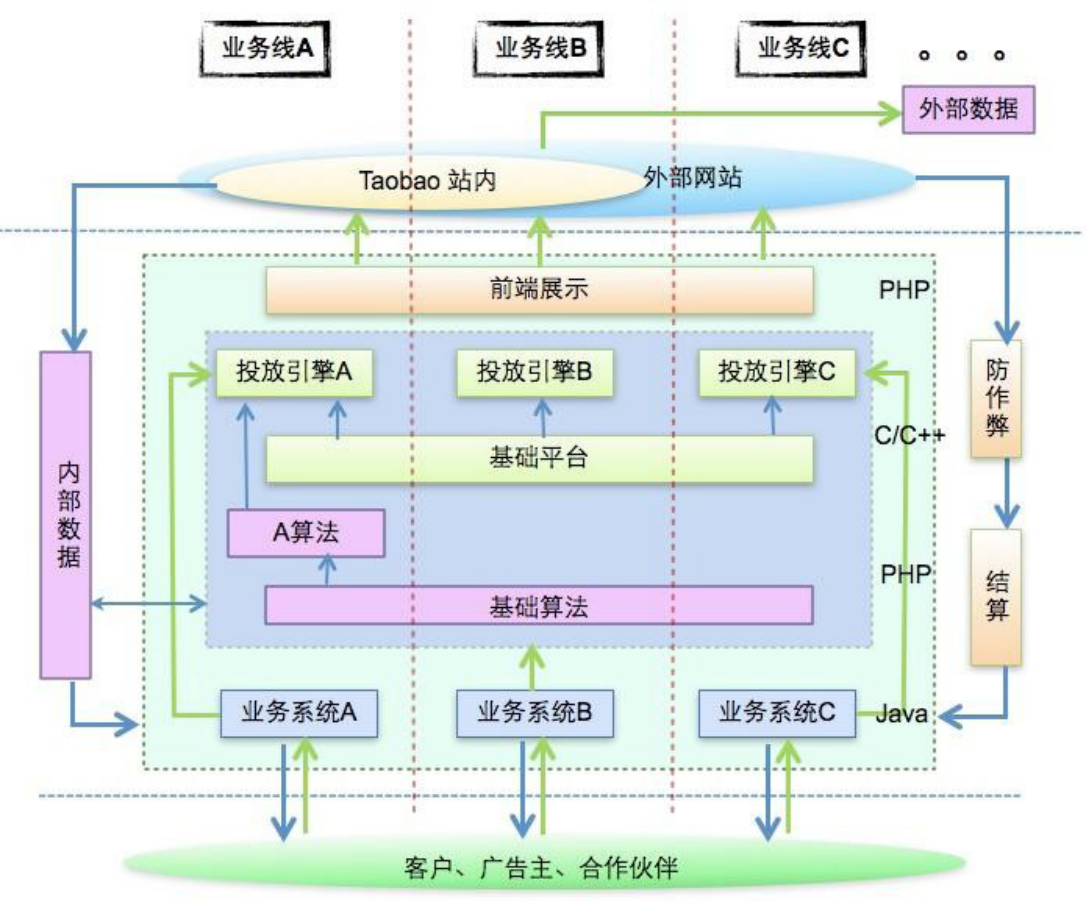 业务线A
业务线B
业务线C
。。。
外部数据
Taobao 站内
外部网站
前端展示
PHP
投放引擎A
投放引擎B
投放引擎C
防作弊
C/C++
基础平台
内部数据
A算法
PHP
基础算法
结算
业务系统A
业务系统B
业务系统C
Java
客户、广告主、合作伙伴